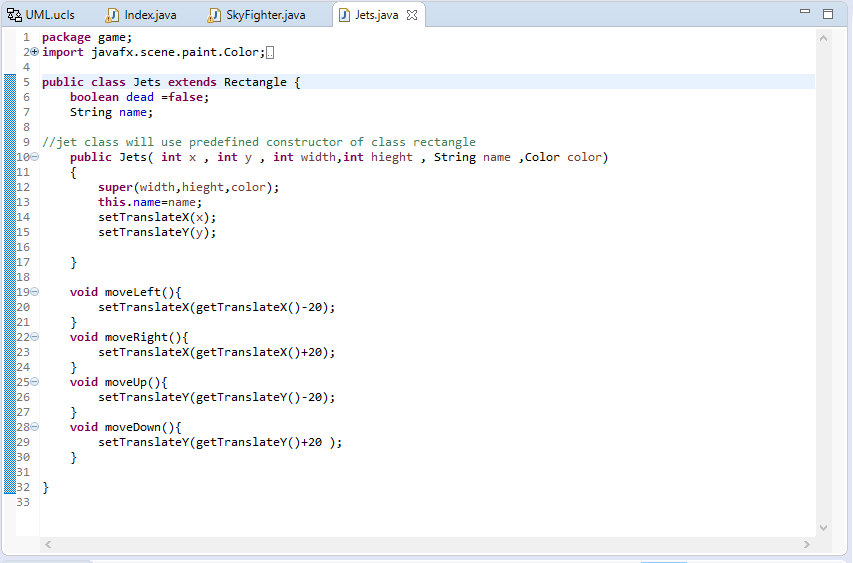 UML.ucls Index.java SkyFighter.java Jets.java
1 package game;
2 import javafx.scene.paint.Color;
4
5 public class Jets extends Rectangle {
6 boolean dead =false;
7 String name;
8
9 //jet class will use predefined constructor of class rectangle
10 public Jets( int x , int y , int width,int hieght , String name ,Color color)
11 {
12 super(width,hieght,color);
13 this.name=name;
14 setTranslateX(x);
15 setTranslateY(y);
16
17 }
18
19 void moveLeft(){
20 setTranslateX(getTranslateX()-20);
21 }
22 void moveRight(){
23 setTranslateX(getTranslateX()+20);
24 }
25 void moveUp(){
26 setTranslateY(getTranslateY()-20);
27 }
28 void moveDown(){
29 setTranslateY(getTranslateY()+20 );
30 }
31
32 }
33